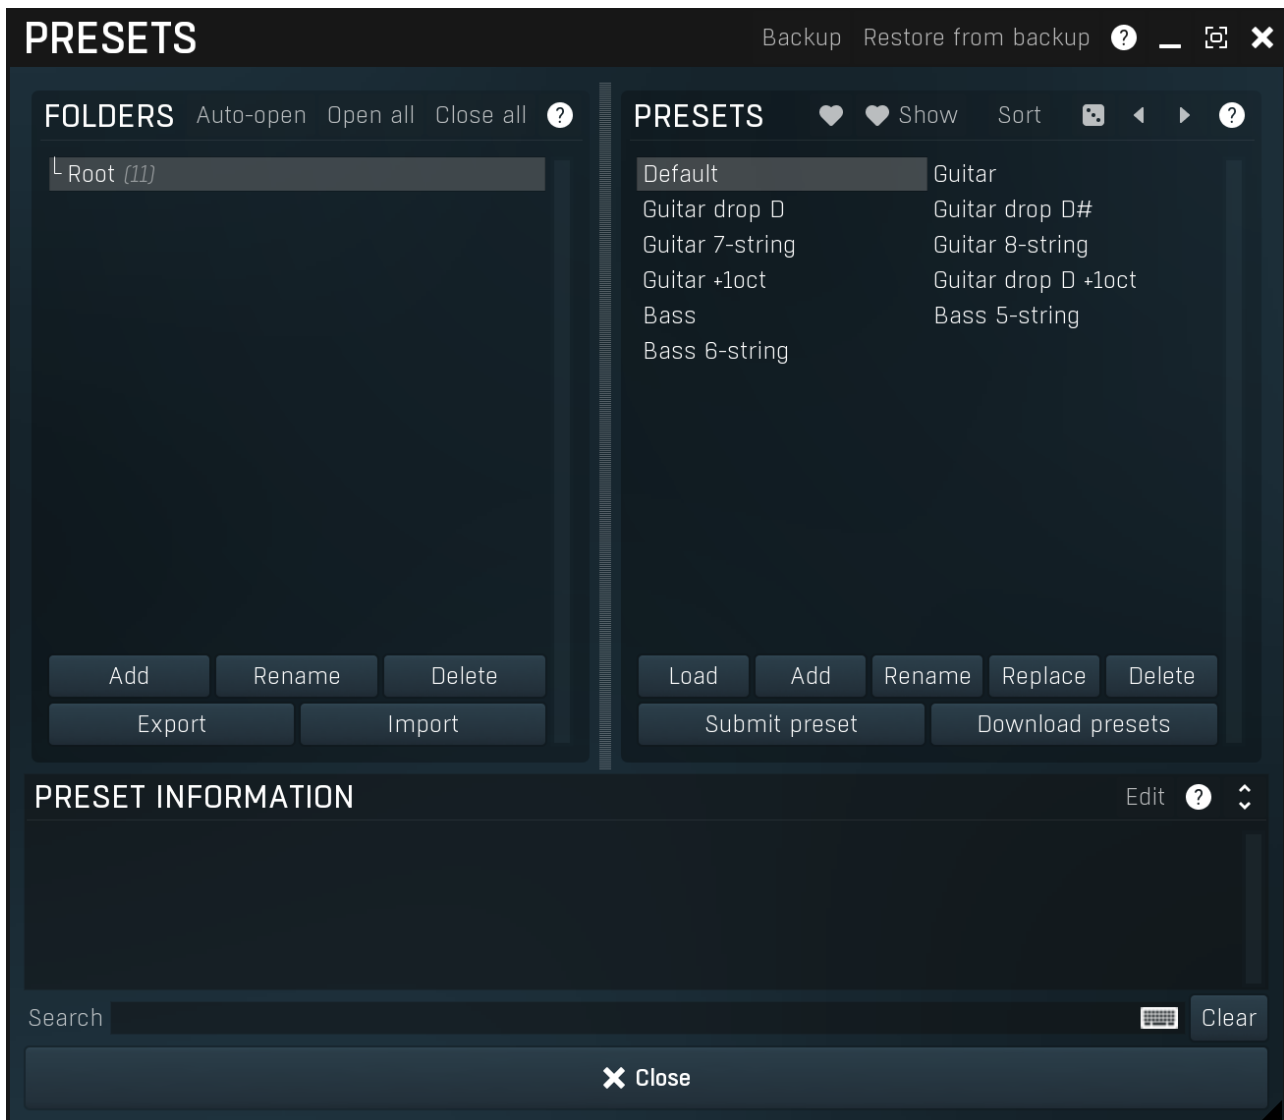 PRESETS Backup Restore from backup ?
FOLDERS Auto-open Open all Close all ?
Root (11)
PRESETS Show Sort ?
Default Guitar
Guitar drop D Guitar drop D#
Guitar 7-string Guitar 8-string
Guitar +1oct Guitar drop D +1oct
Bass Bass 5-string
Bass 6-string
Add Rename Delete
Export Import
Load Add Rename Replace Delete
Submit preset Download presets
PRESET INFORMATION Edit ?
Search Clear
Close